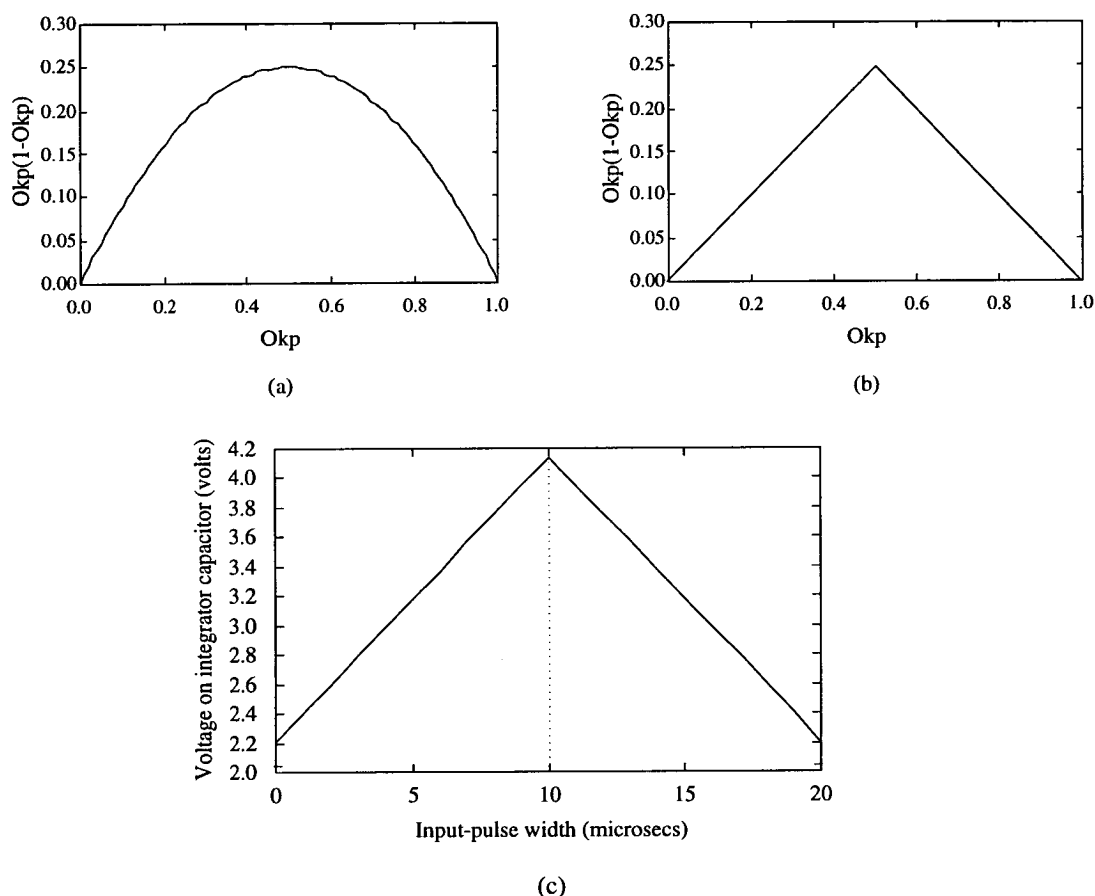 0.30
0.25
0.20
0.15
0.10
0.05
0.00
Okp(1-Okp)
0.0 0.2 0.4 0.6 0.8 1.0
Okp
(a)
0.30
0.25
0.20
0.15
0.10
0.05
0.00
Okp(1-Okp)
0.0 0.2 0.4 0.6 0.8 1.0
Okp
(b)
Voltage on integrator capacitor (volts)
4.2
4.0
3.8
3.6
3.4
3.2
3.0
2.8
2.6
2.4
2.2
2.0
0 5 10 15 20
Input-pulse width (microsecs)
(c)